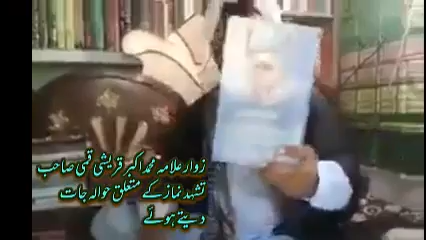 زوار علامہ محمد اکبر قریشی قمی صاحب
تشہد نماز کے متعلق حوالہ جات
دیتے ہوئے